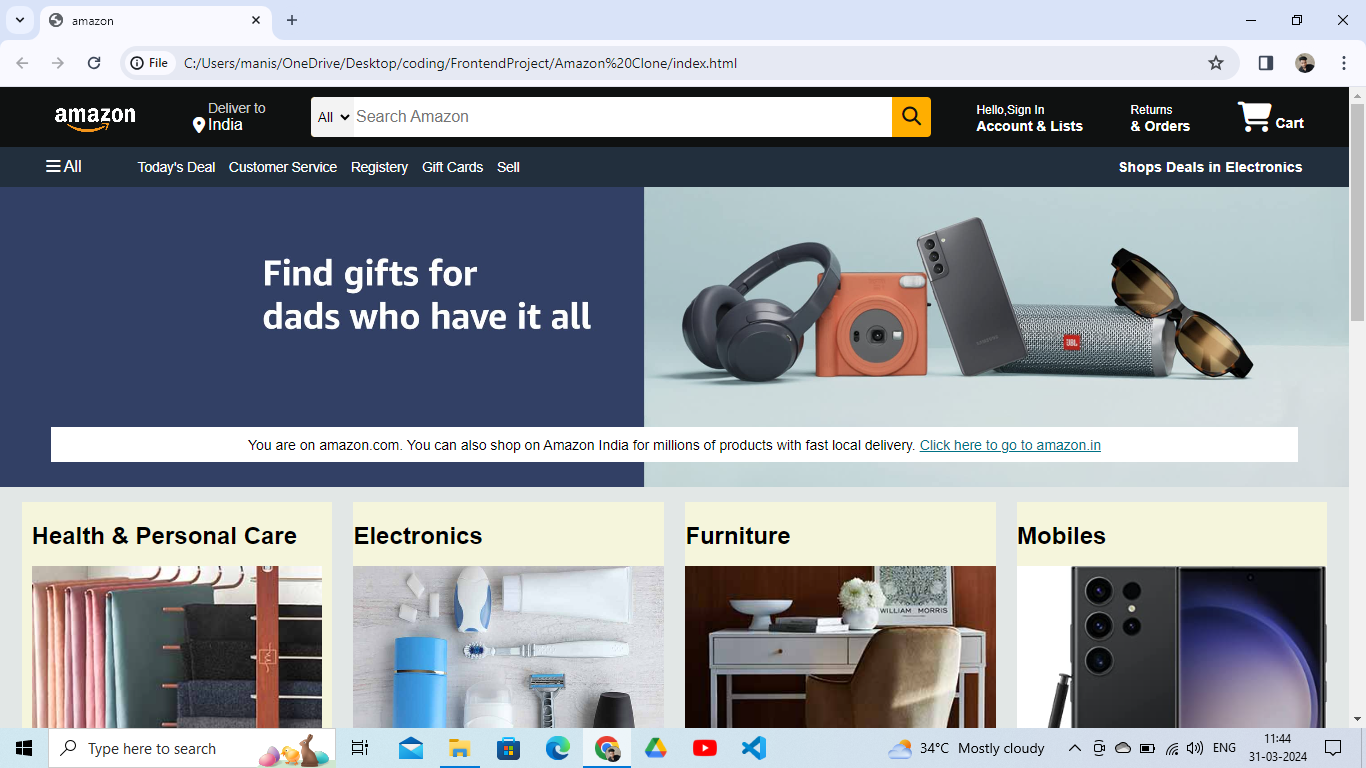 amazon
File
C:/Users/manis/OneDrive/Desktop/coding/FrontendProject/Amazon%20Clone/index.html
amazon
Deliver to
India
All
Search Amazon
Hello,Sign In
Account & Lists
Returns
& Orders
Cart
All
Today's Deal Customer Service Registery Gift Cards Sell
Shops Deals in Electronics
Find gifts for
dads who have it all
SAMSUNG
JBL
You are on amazon.com. You can also shop on Amazon India for millions of products with fast local delivery. Click here to go to amazon.in
Health & Personal Care
Electronics
Furniture
Mobiles
WILLIAM MORRIS
Type here to search
34°C Mostly cloudy
ENG
11:44
31-03-2024